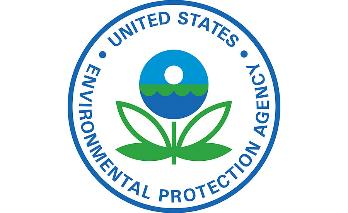 UNITED STATES
ENVIRONMENTAL PROTECTION AGENCY